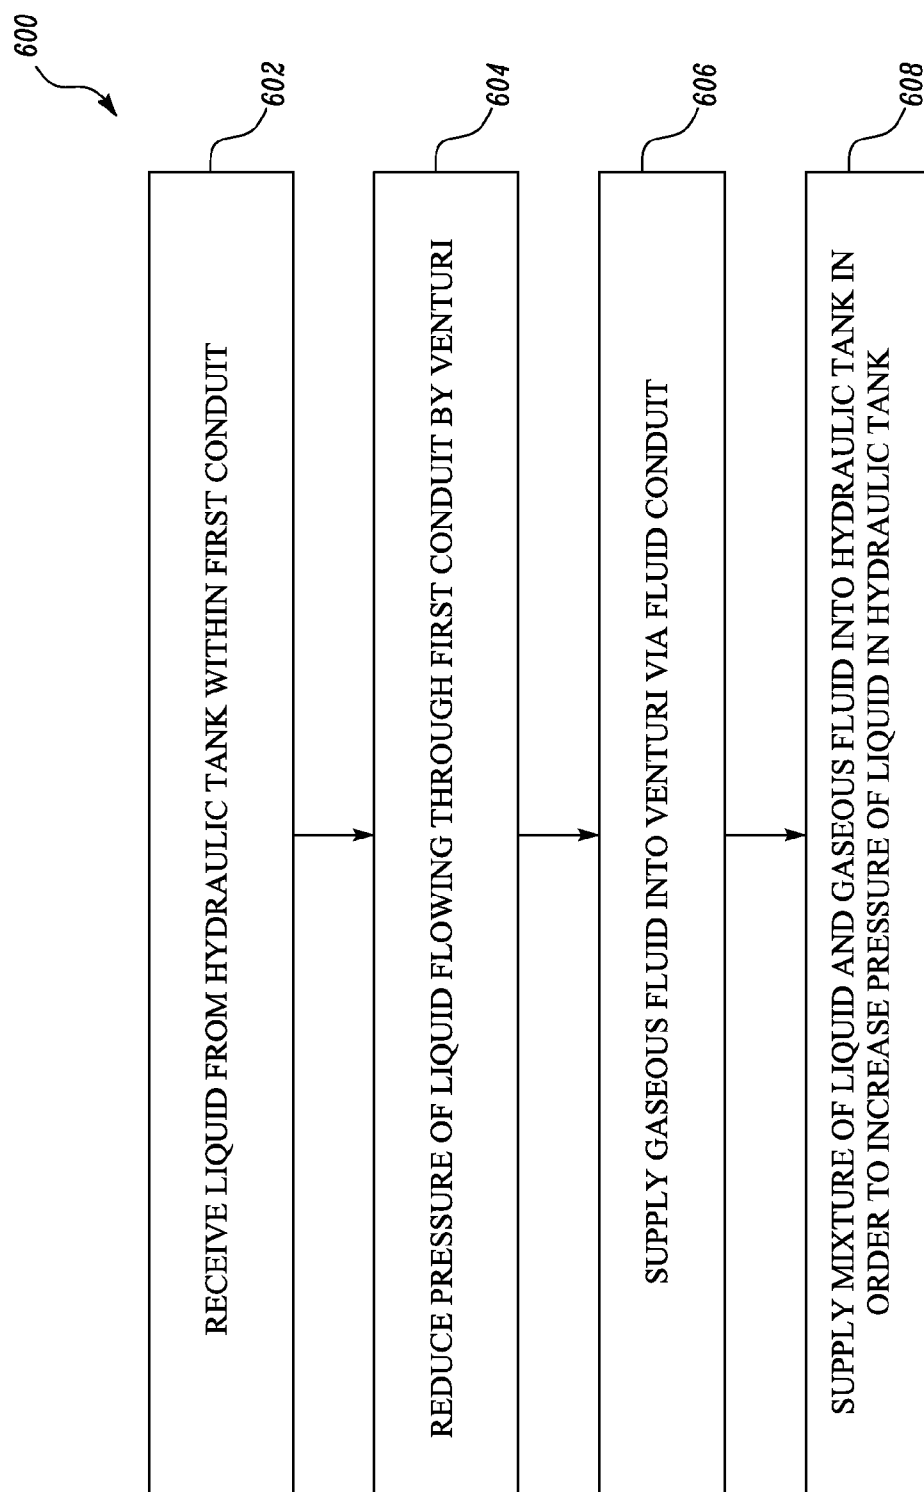 600
602
RECEIVE LIQUID FROM HYDRAULIC TANK WITHIN FIRST CONDUIT
604
REDUCE PRESSURE OF LIQUID FLOWING THROUGH FIRST CONDUIT BY VENTURI
606
SUPPLY GASEOUS FLUID INTO VENTURI VIA FLUID CONDUIT
608
SUPPLY MIXTURE OF LIQUID AND GASEOUS FLUID INTO HYDRAULIC TANK IN
ORDER TO INCREASE PRESSURE OF LIQUID IN HYDRAULIC TANK